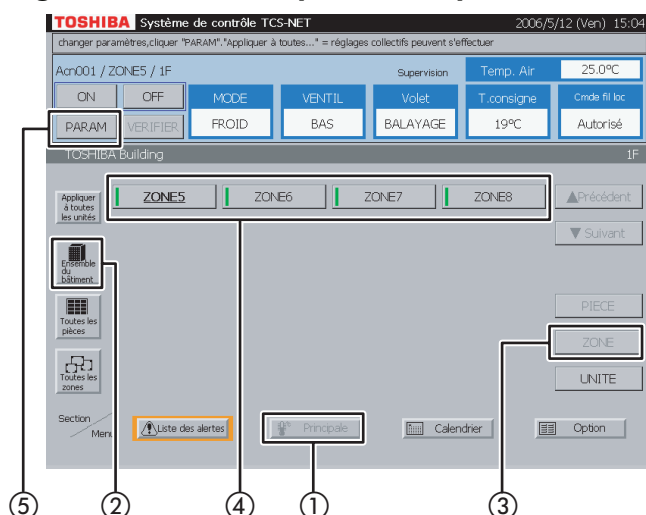 TOSHIBA Système de contrôle TCS-NET 2006/5/12 (Ven) 15:04
changer paramètres,cliquer "PARAM"."Appliquer à toutes..." = réglages collectifs peuvent s'effectuer
Acn001 / ZONE5 / 1F Supervision Temp. Air 25.0ºC
ON OFF MODE VENTIL Volet T.consigne Cmde fil loc
PARAM VERIFIER FROID BAS BALAYAGE 19ºC Autorisé
TOSHIBA Building 1F
Appliquer
à toutes
les unités
ZONE5 ZONE6 ZONE7 ZONE8 ▲Précédent
▼ Suivant
Ensemble
du
bâtiment
Toutes les
pièces
PIECE
ZONE
Toutes les
zones
UNITE
Section
Menu
Liste des alertes Principale Calendrier Option
⑤ ② ④ ① ③